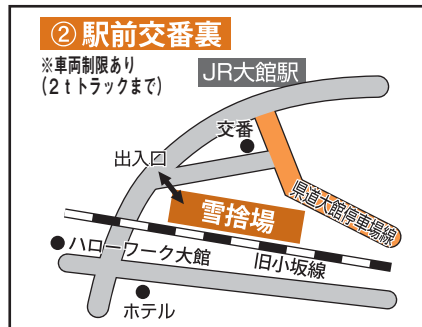 ② 駅前交番裏
※車両制限あり
(2tトラックまで)
JR大館駅
交番
出入口
県道大館停車場線
雪捨場
ハローワーク大館
旧小坂線
ホテル